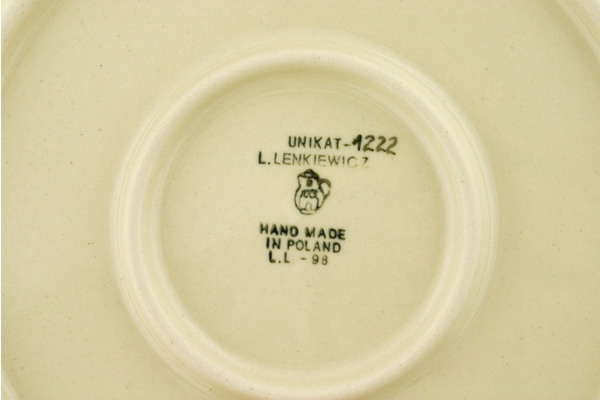 UNIKAT-1222
L.LENKIEWICZ
HAND MADE
IN POLAND
L.L - 98